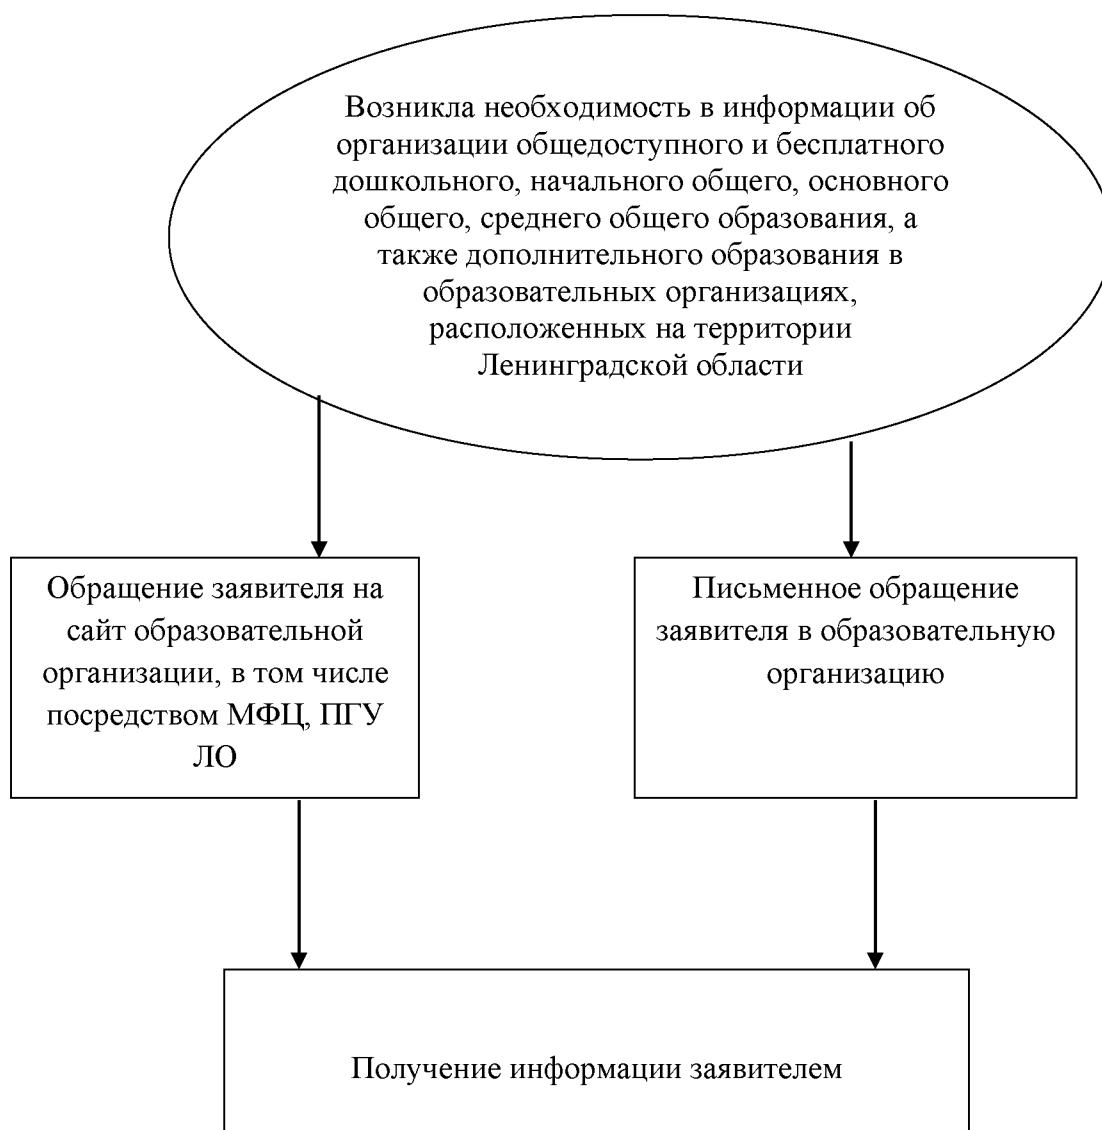 Возникла необходимость в информации об
организации общедоступного и бесплатного
дошкольного, начального общего, основного
общего, среднего общего образования, а
также дополнительного образования в
образовательных организациях,
расположенных на территории
Ленинградской области
Обращение заявителя на
сайт образовательной
организации, в том числе
посредством МФЦ, ПГУ
ЛО
Письменное обращение
заявителя в образовательную
организацию
Получение информации заявителем